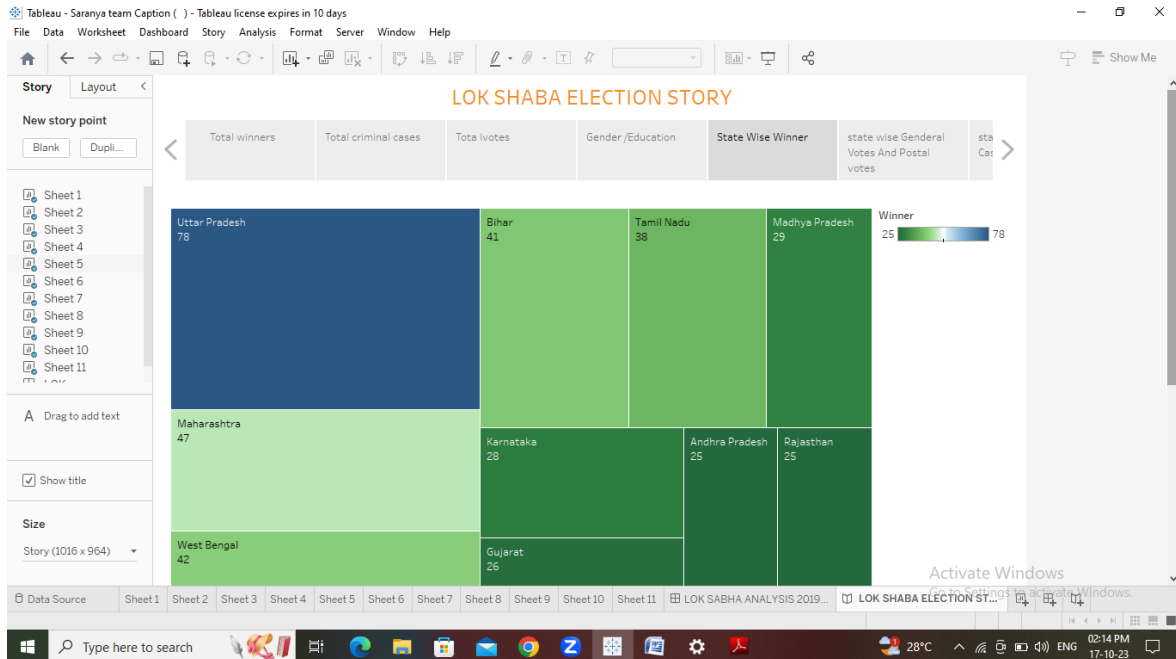 Tableau - Saranya team Caption ( ) - Tableau license expires in 10 days
File Data Worksheet Dashboard Story Analysis Format Server Window Help
Show Me
Story Layout
New story point
Blank Dupli...
Sheet 1
Sheet 2
Sheet 3
Sheet 4
Sheet 5
Sheet 6
Sheet 7
Sheet 8
Sheet 9
Sheet 10
Sheet 11
A Drag to add text
Show title
Size
Story (1016 x 964)
LOK SHABA ELECTION STORY
Total winners
Total criminal cases
Tota lvotes
Gender /Education
State Wise Winner
state wise Genderal
Votes And Postal
votes
sta
Cas
Uttar Pradesh
78
Bihar
41
Tamil Nadu
38
Madhya Pradesh
29
Maharashtra
47
Karnataka
28
Andhra Pradesh
25
Rajasthan
25
West Bengal
42
Gujarat
26
Winner
25 78
Activate Windows
Go to Settings to activate Windows.
Data Source Sheet 1 Sheet 2 Sheet 3 Sheet 4 Sheet 5 Sheet 6 Sheet 7 Sheet 8 Sheet 9 Sheet 10 Sheet 11 LOK SABHA ANALYSIS 2019... LOK SHABA ELECTION ST...
Type here to search
28°C ENG
02:14 PM
17-10-23